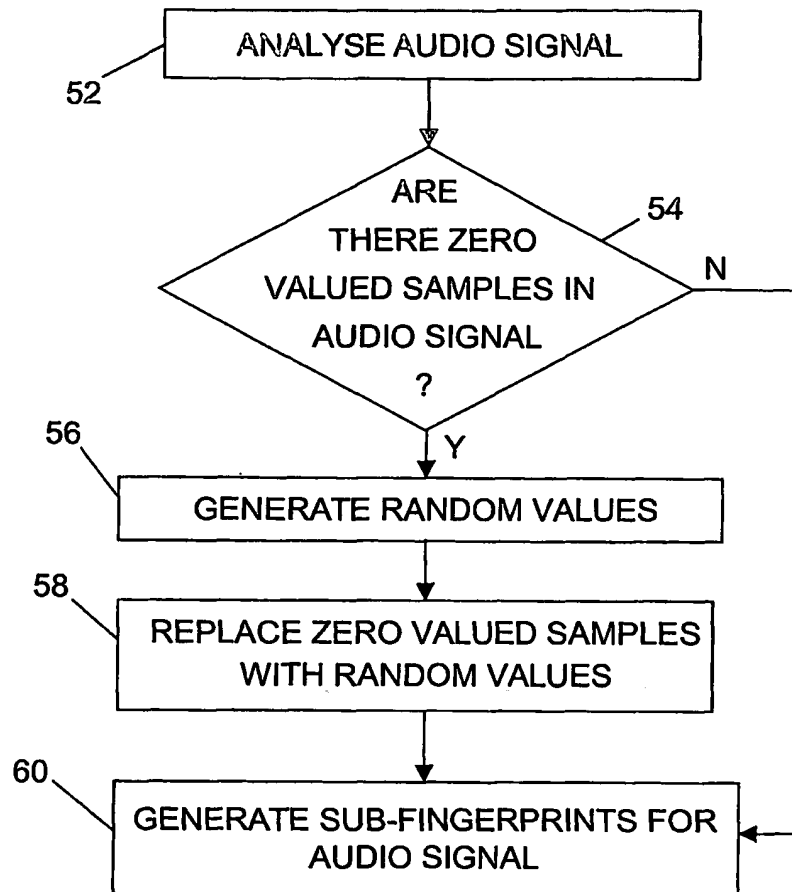 ANALYSE AUDIO SIGNAL
52
ARE
54
THERE ZERO
N
VALUED SAMPLES IN
AUDIO SIGNAL
?
Y
56
GENERATE RANDOM VALUES
58
REPLACE ZERO VALUED SAMPLES
WITH RANDOM VALUES
60
GENERATE SUB-FINGERPRINTS FOR
AUDIO SIGNAL